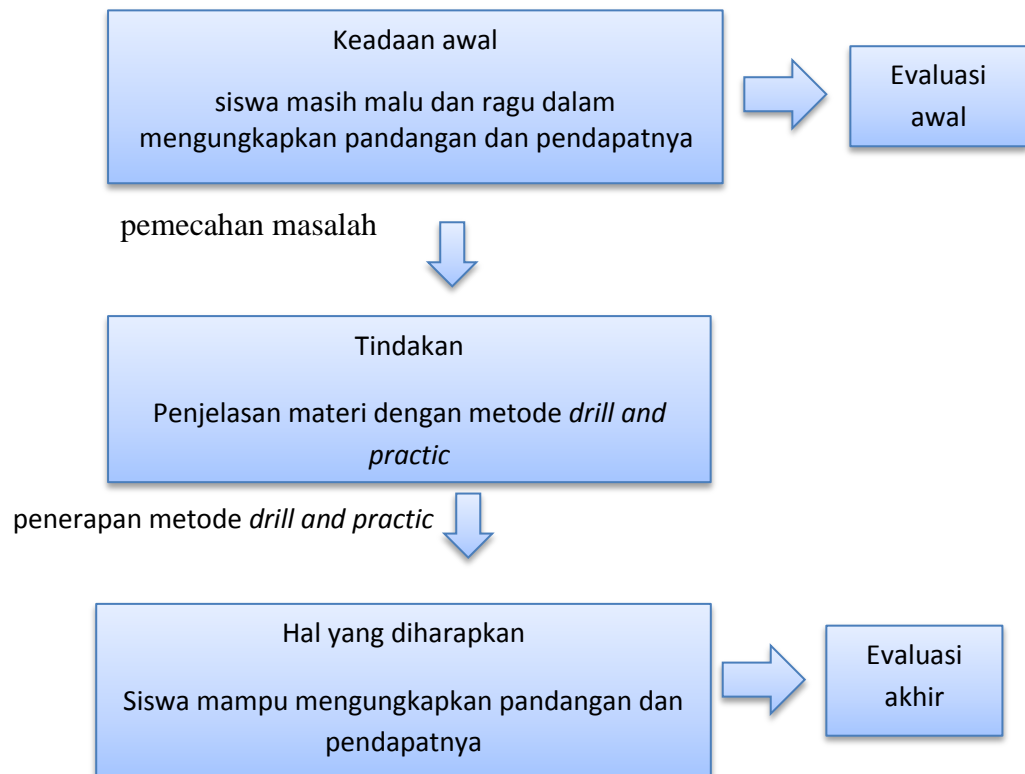 Keadaan awal
siswa masih malu dan ragu dalam
mengungkapkan pandangan dan pendapatnya
Evaluasi
awal
pemecahan masalah
Tindakan
Penjelasan materi dengan metode drill and
practic
penerapan metode drill and practic
Hal yang diharapkan
Siswa mampu mengungkapkan pandangan dan
pendapatnya
Evaluasi
akhir